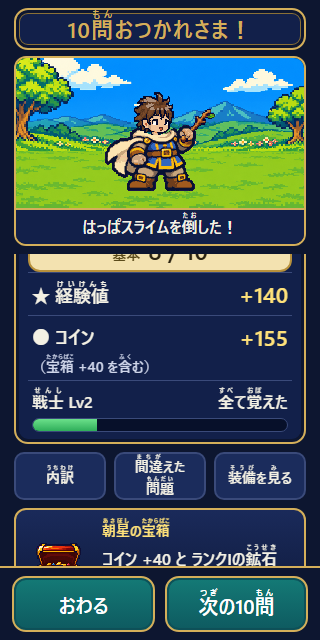 10問おつかれさま！
はっぱスライムを倒した！
★ 経験値 +140
コイン +155
（宝箱 +40 を含む）
戦士 Lv2 全て覚えた
内訳
間違えた
問題
装備を見る
朝星の宝箱
コイン +40 と ランクIの鉱石
おわる
次の10問